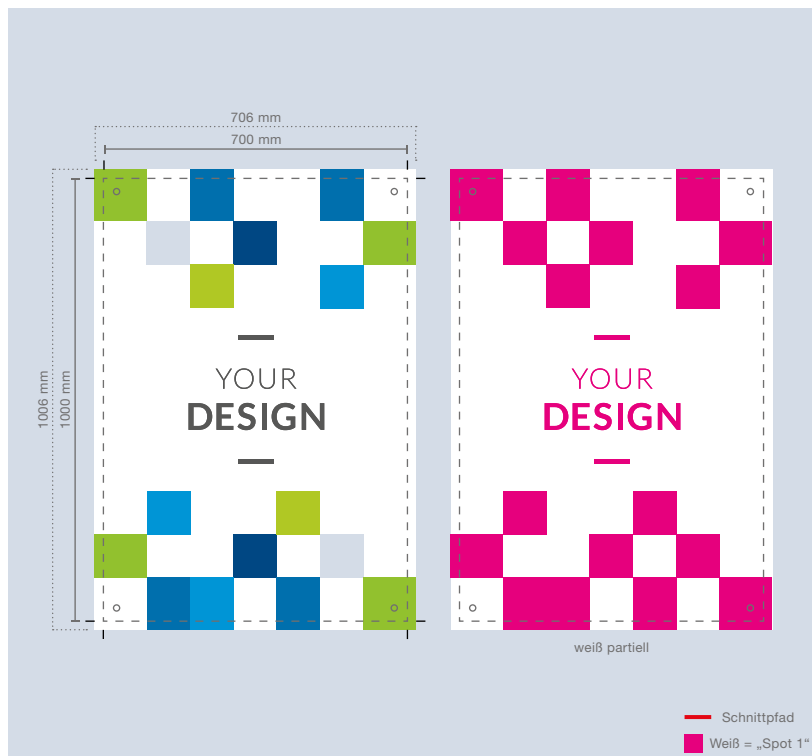 706 mm
700 mm
1006 mm
1000 mm
YOUR
DESIGN
YOUR
DESIGN
weiß partiell
Schnittpfad
Weiß = „Spot 1“